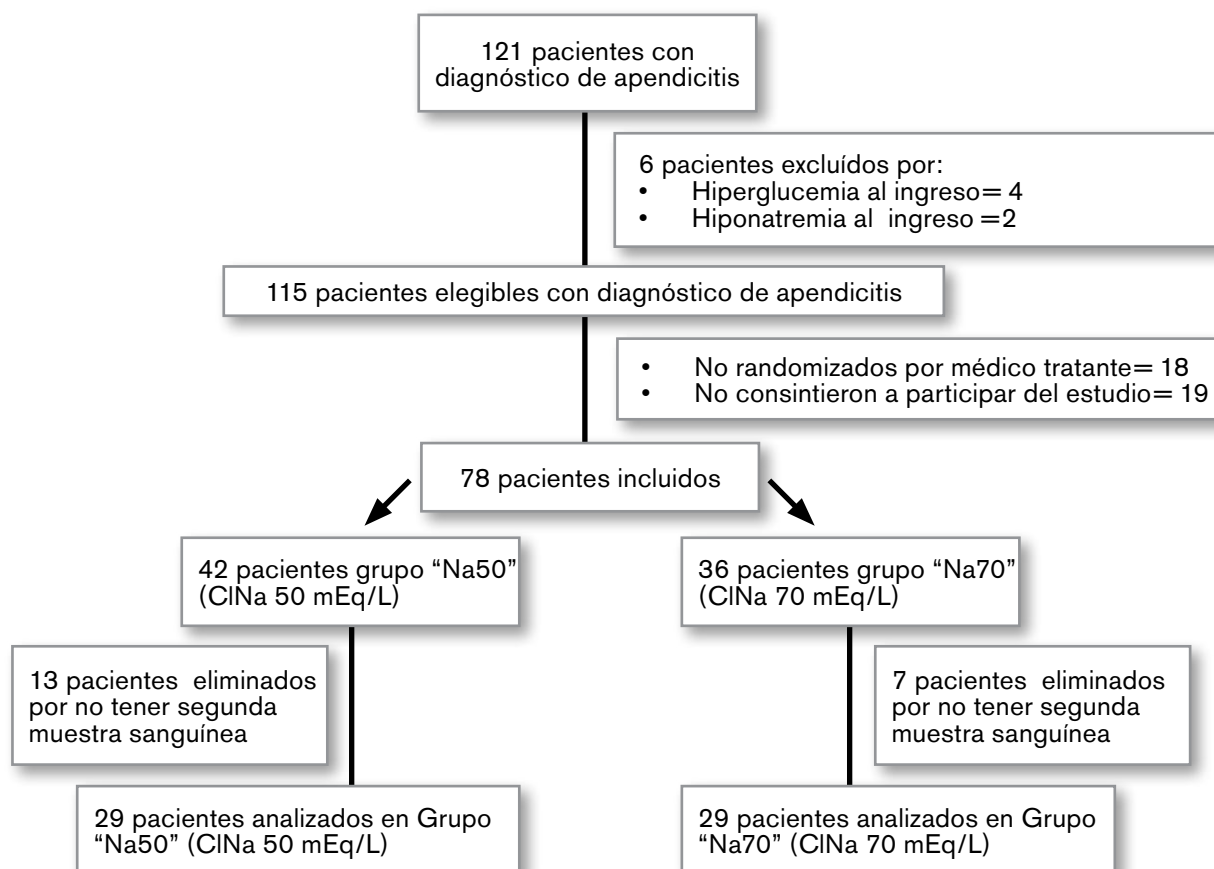 121 pacientes con
diagnóstico de apendicitis
6 pacientes excluídos por:
• Hiperglucemia al ingreso= 4
• Hiponatremia al ingreso =2
115 pacientes elegibles con diagnóstico de apendicitis
• No randomizados por médico tratante= 18
• No consintieron a participar del estudio= 19
78 pacientes incluidos
42 pacientes grupo “Na50”
(ClNa 50 mEq/L)
36 pacientes grupo “Na70”
(ClNa 70 mEq/L)
13 pacientes eliminados
por no tener segunda
muestra sanguínea
7 pacientes eliminados
por no tener segunda
muestra sanguínea
29 pacientes analizados en Grupo
“Na50” (ClNa 50 mEq/L)
29 pacientes analizados en Grupo
“Na70” (ClNa 70 mEq/L)